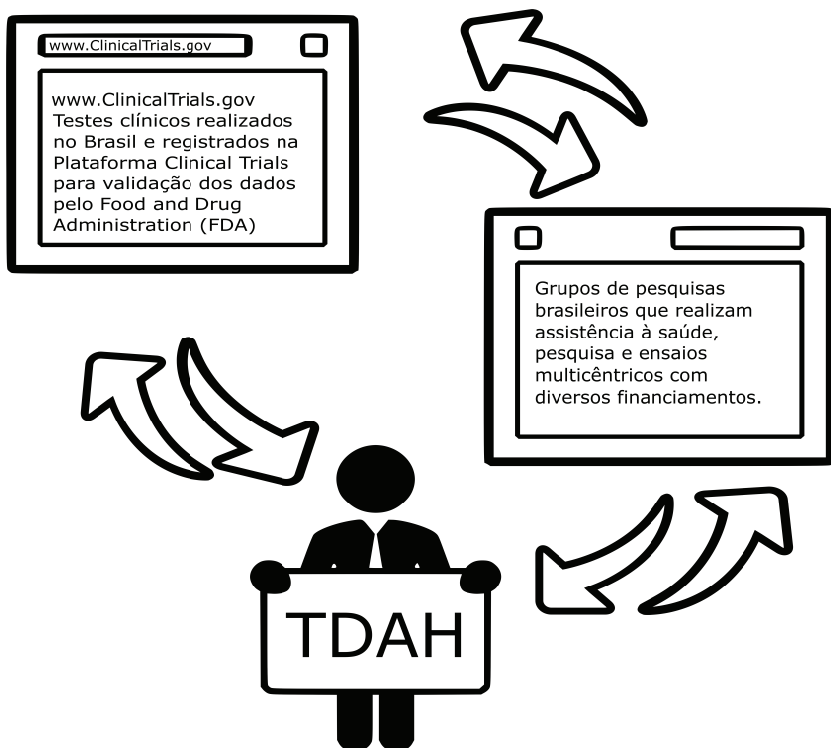 www.ClinicalTrials.gov
www.ClinicalTrials.gov
Testes clínicos realizados
no Brasil e registrados na
Plataforma Clinical Trials
para validação dos dados
pelo Food and Drug
Administration (FDA)
Grupos de pesquisas
brasileiros que realizam
assistência à saúde,
pesquisa e ensaios
multicêntricos com
diversos financiamentos.
TDAH